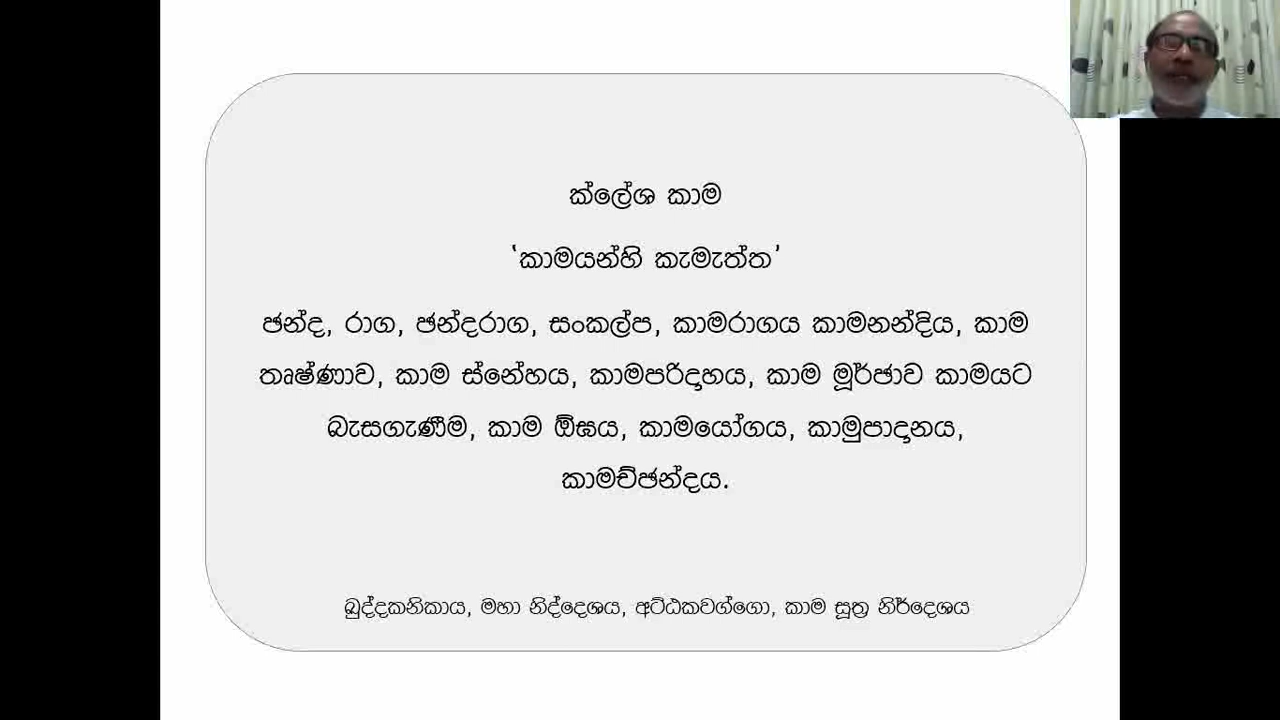 ක්ලේශ කාම
‘කාමයන්හි කැමැත්ත’
ඡන්ද, රාග, ඡන්දරාග, සංකල්ප, කාමරාගය කාමනන්දිය, කාම
තෘෂ්ණාව, කාම ස්නේහය, කාමපරිදාහය, කාම මූර්ඡාව කාමයට
බැසගැණීම, කාම ඕඝය, කාමයෝගය, කාමුපාදානය,
කාමච්ඡන්දය.
ඛුද්දකනිකාය, මහා නිද්දෙශය, අට්ඨකවග්ගො, කාම සූත්‍ර නිර්දෙශය